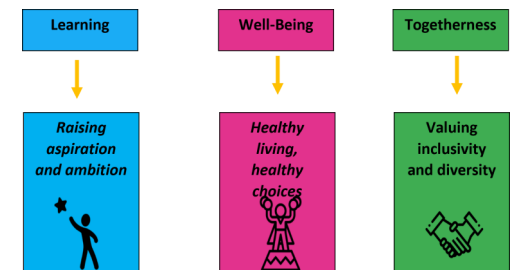 Learning
Well-Being
Togetherness
Raising
aspiration
and ambition
Healthy
living,
healthy
choices
Valuing
inclusivity
and diversity